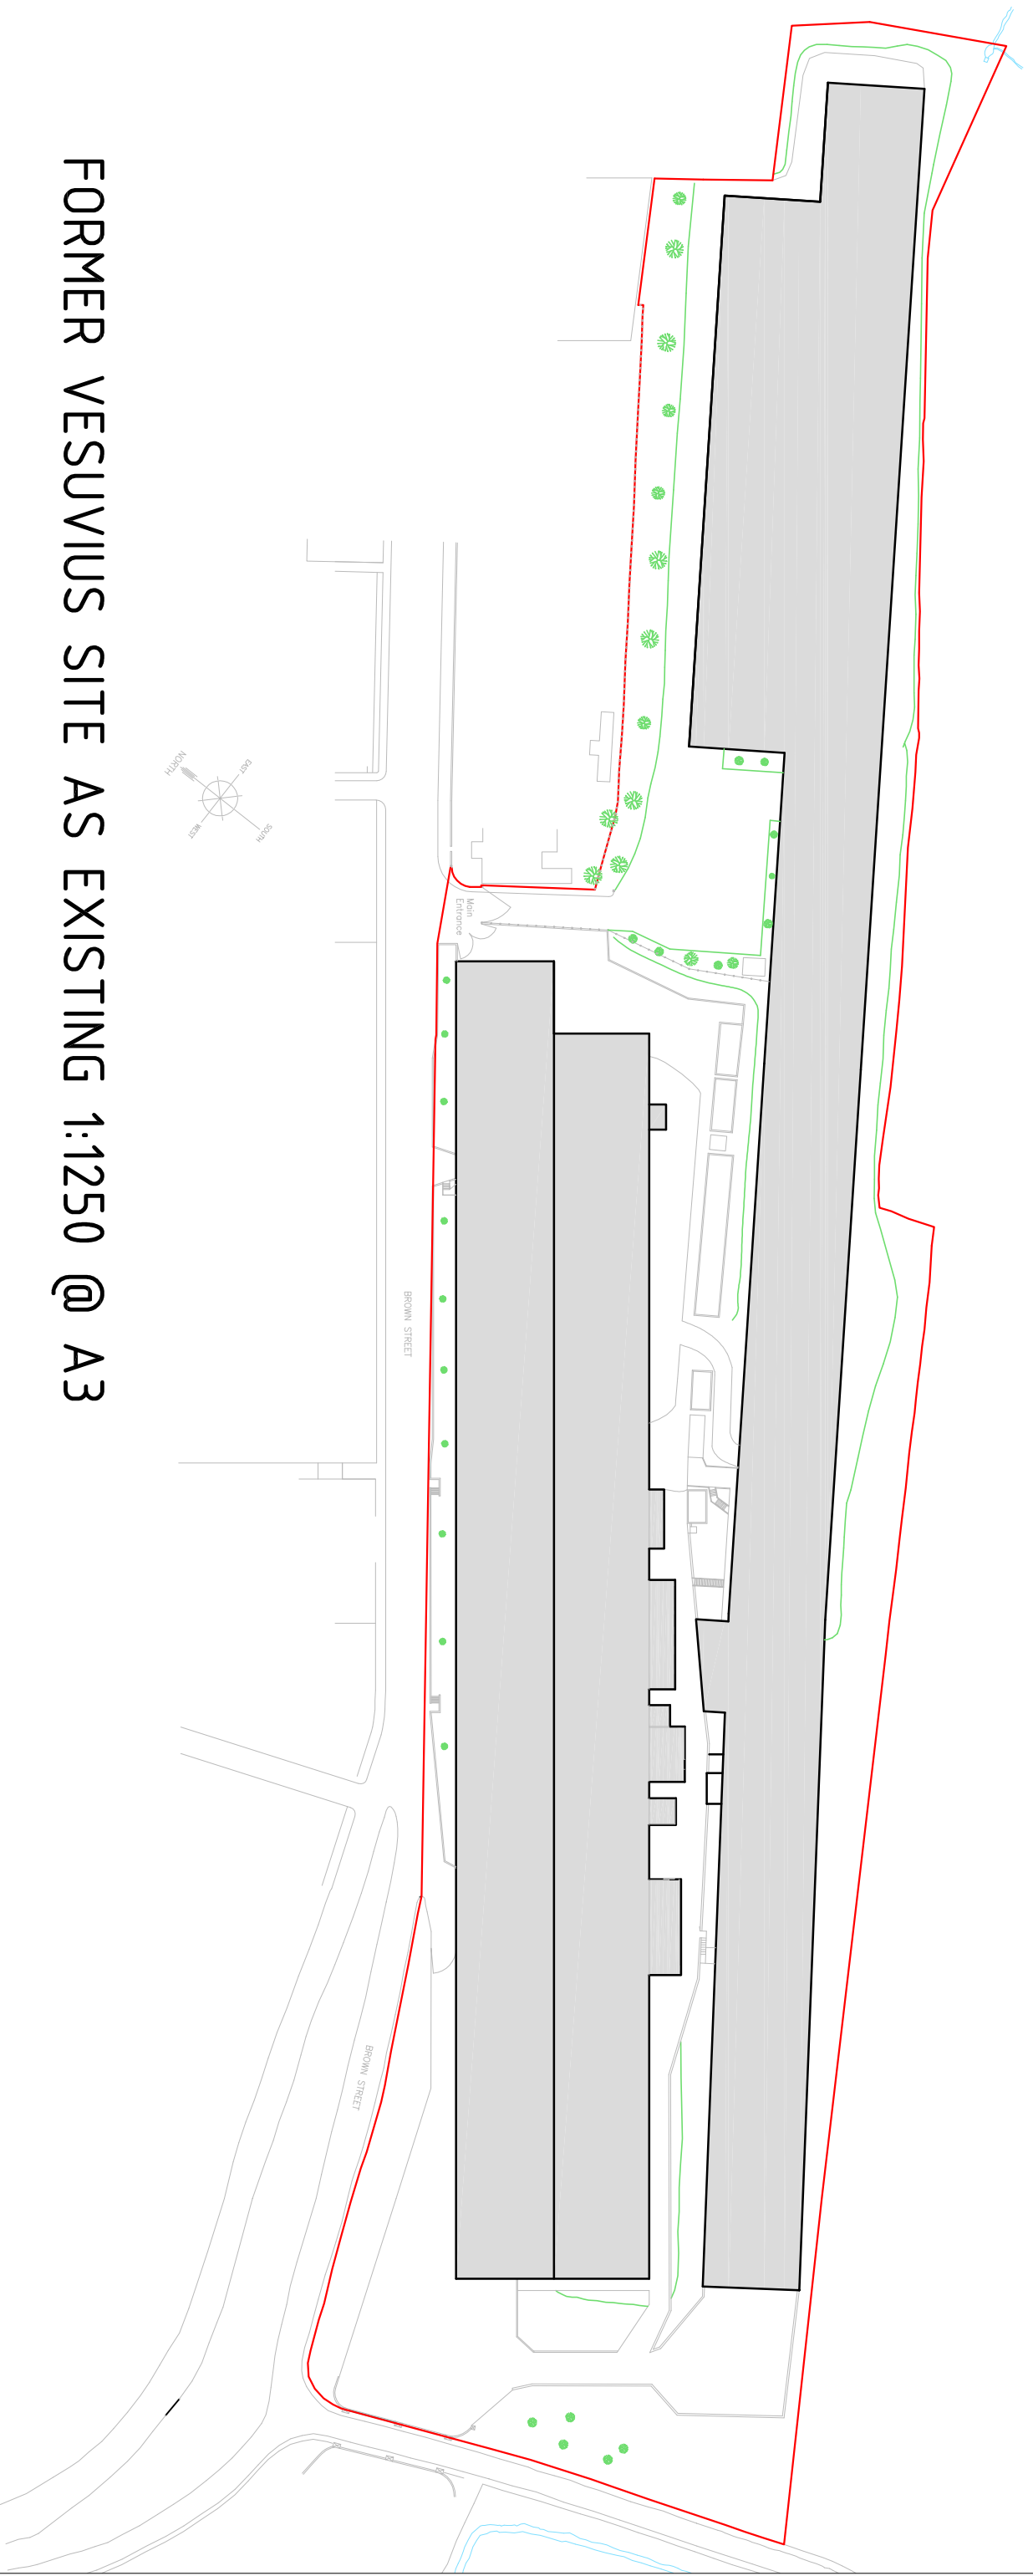 FORMER VESUVIUS SITE AS EXISTING 1:1250 @ A3
NORTH
EAST
WEST
SOUTH
Main
Entrance
BROWN STREET
BROWN STREET